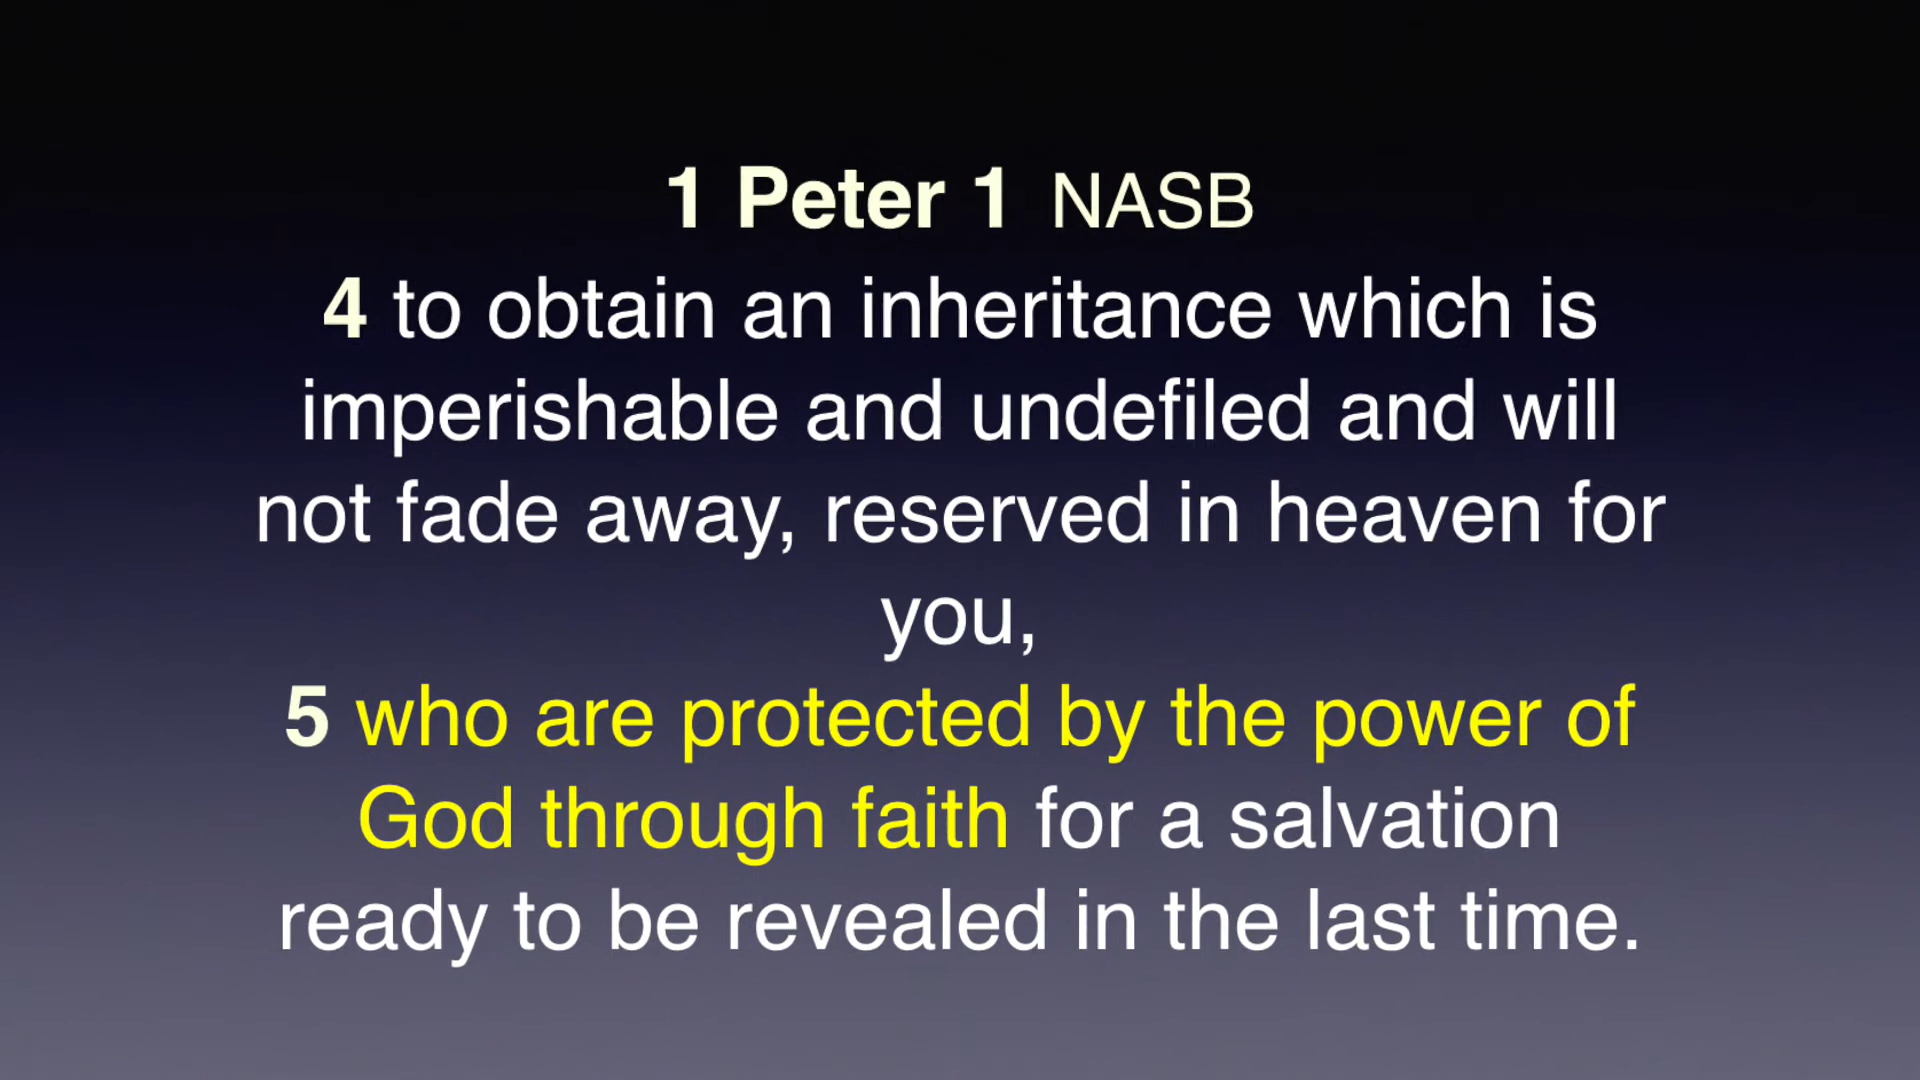 1 Peter 1 NASB
4 to obtain an inheritance which is
imperishable and undefiled and will
not fade away, reserved in heaven for
you,
5 who are protected by the power of
God through faith for a salvation
ready to be revealed in the last time.